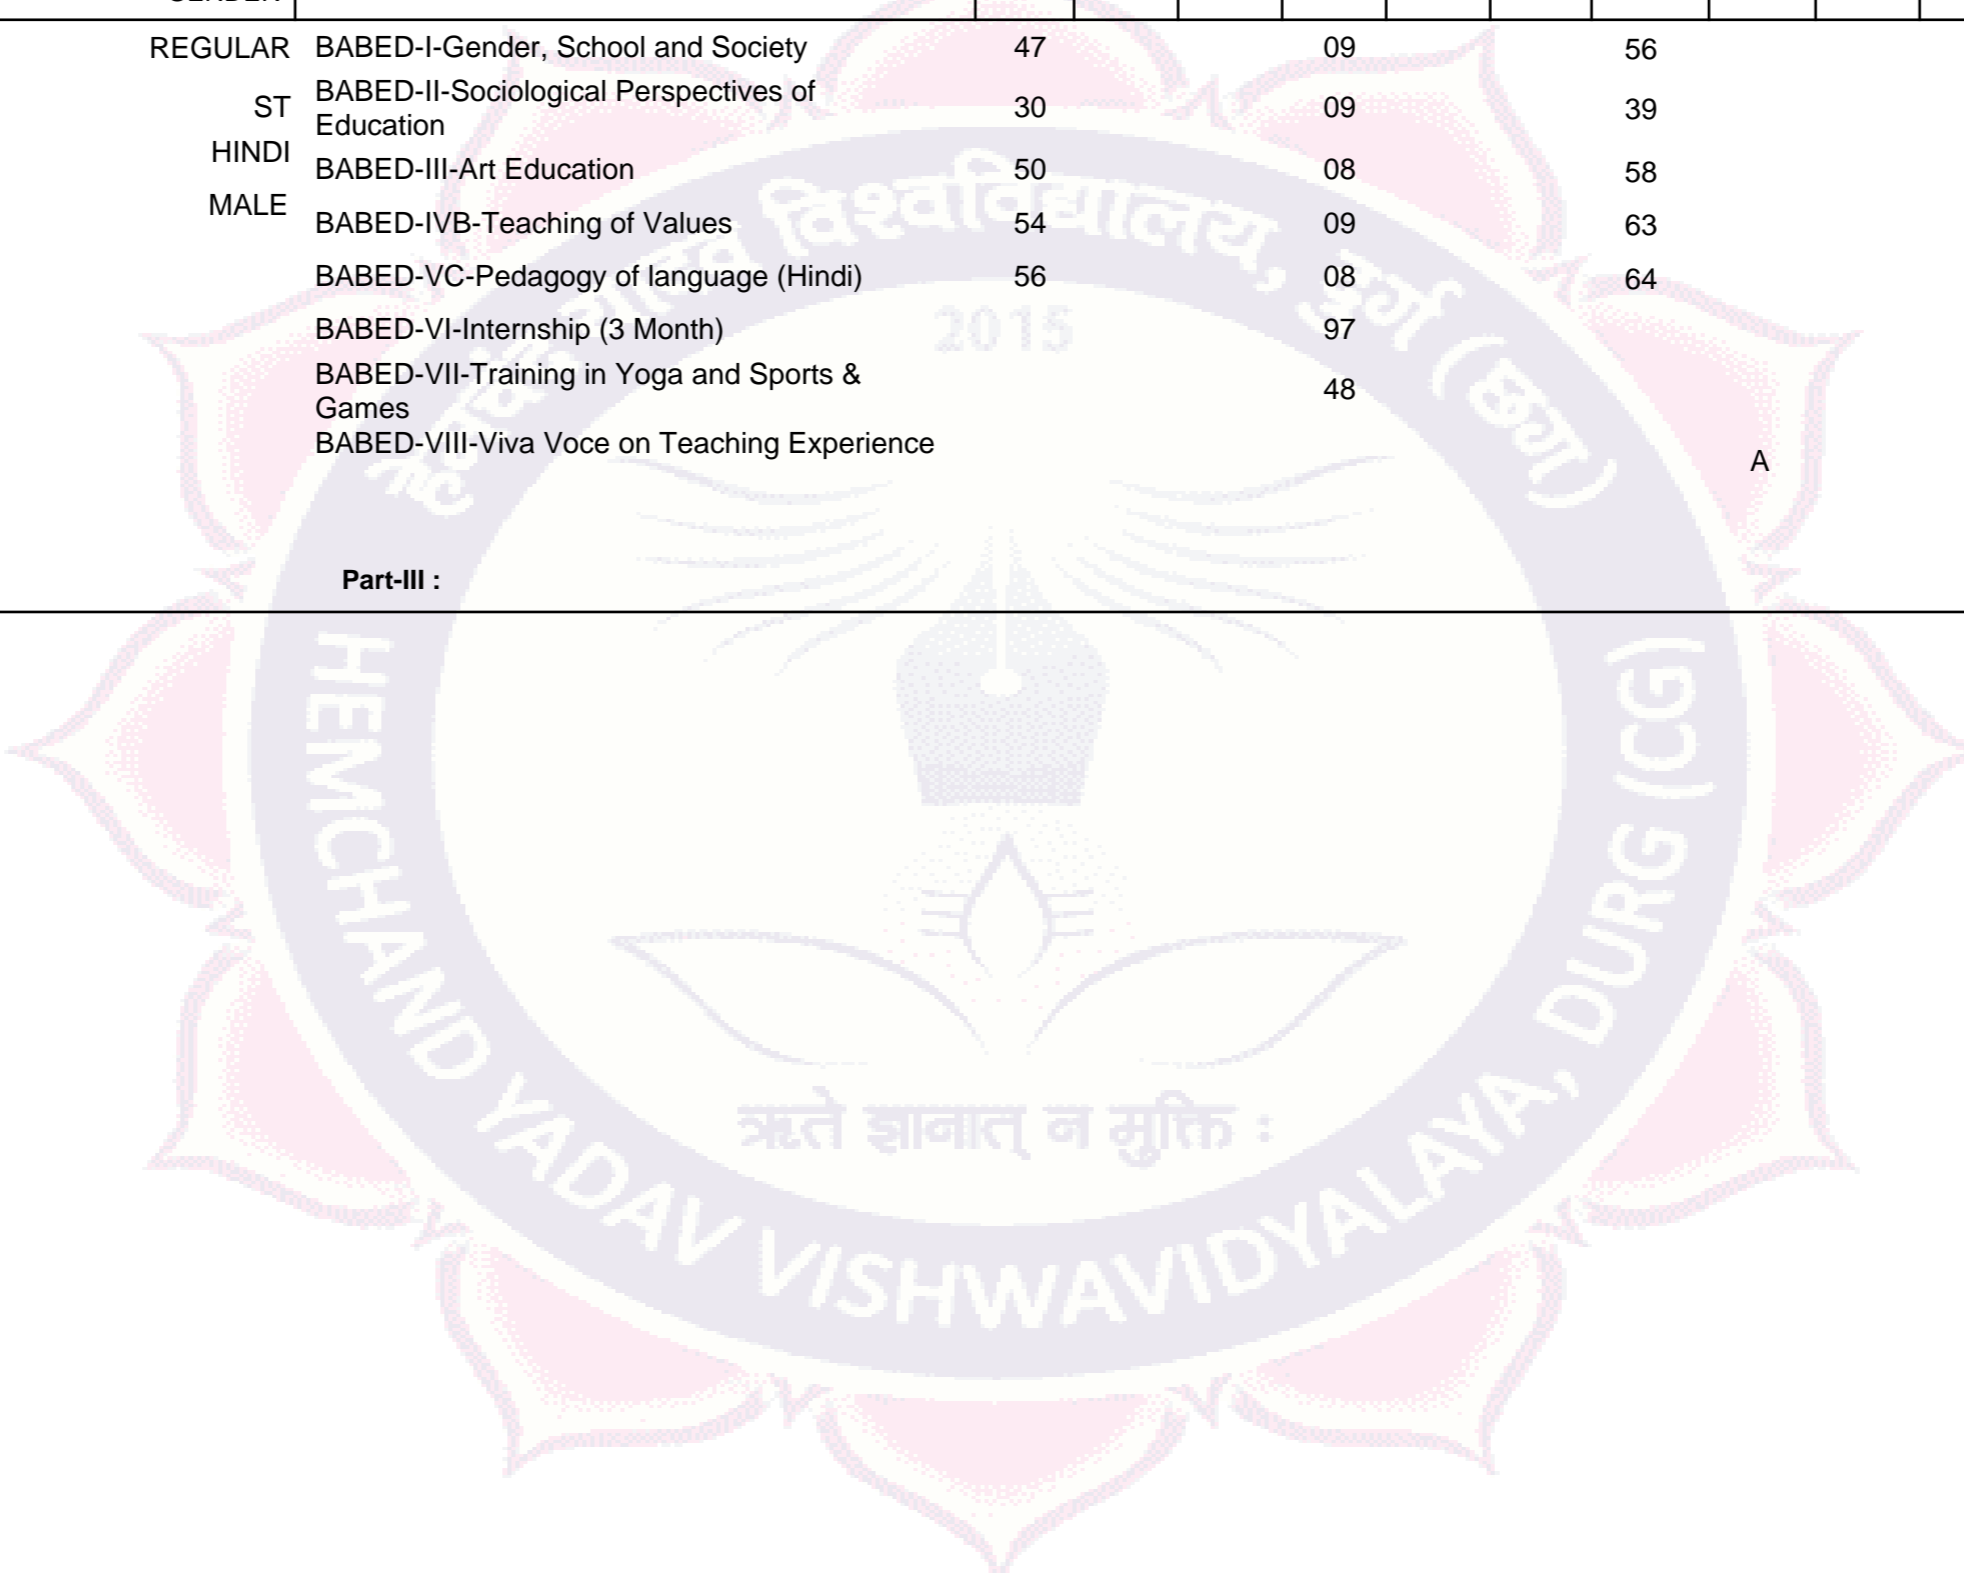 REGULAR BABED-I-Gender, School and Society 47 09 56
ST BABED-II-Sociological Perspectives of Education 30 09 39
HINDI
BABED-III-Art Education 50 08 58
MALE
BABED-IVB-Teaching of Values 54 09 63
BABED-VC-Pedagogy of language (Hindi) 56 08 64
BABED-VI-Internship (3 Month) 97
BABED-VII-Training in Yoga and Sports & Games 48
BABED-VIII-Viva Voce on Teaching Experience
A
Part-III :
हेमचंद यादव विश्वविद्यालय, दुर्ग (छग)
2015
ऋते ज्ञानात् न मुक्ति :
HEMCHAND YADAV VISHWAVIDYALAYA, DURG (CG)